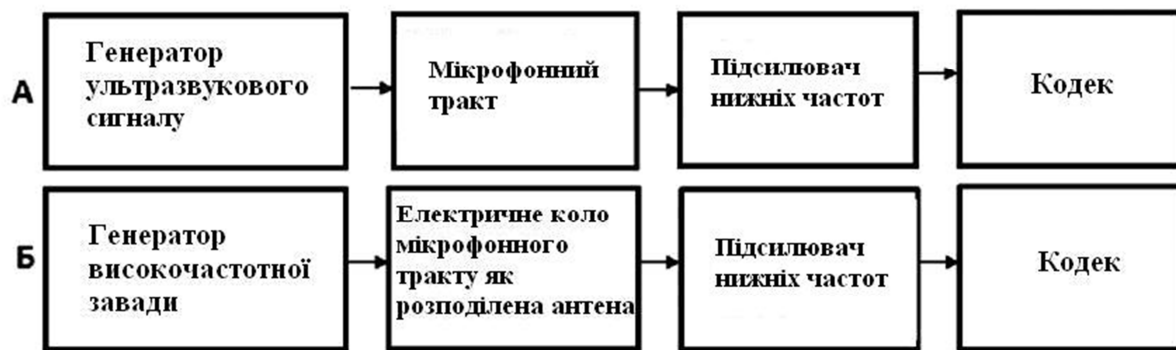 А
Генератор
ультразвукового
сигналу
Мікрофонний
тракт
Підсилювач
нижніх частот
Кодек
Б
Генератор
високочастотної
завади
Електричне коло
мікрофонного
тракту як
розподілена антена
Підсилювач
нижніх частот
Кодек